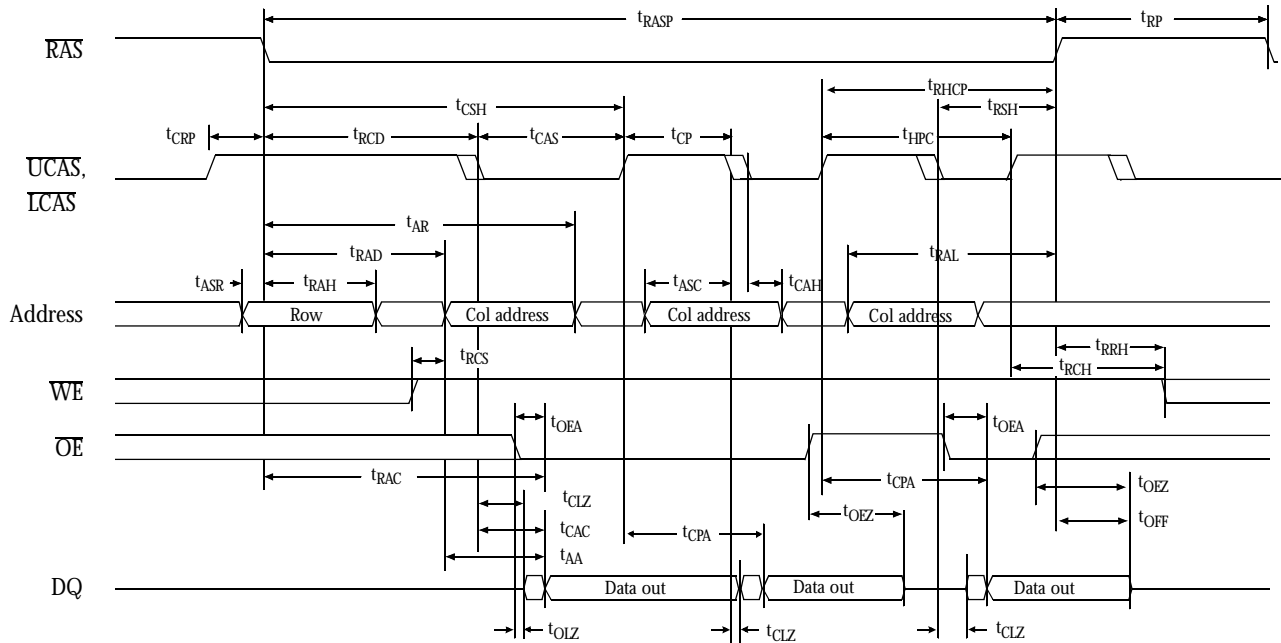 tRASP tRP
RAS
tRHCP
tCSH tRSH
tCRP tRCD tCAS tCP tHPC
UCAS,
LCAS
tAR
tRAD tRAL
tASR tRAH tASC tCAH
Address Row Col address Col address Col address
tRCS tRRH
tRCH
WE
tOEA tOEA
OE
tRAC tCPA
tCLZ tOEZ
tOEZ
tCAC tCPA tOFF
tAA
DQ Data out Data out Data out
tOLZ tCLZ tCLZ